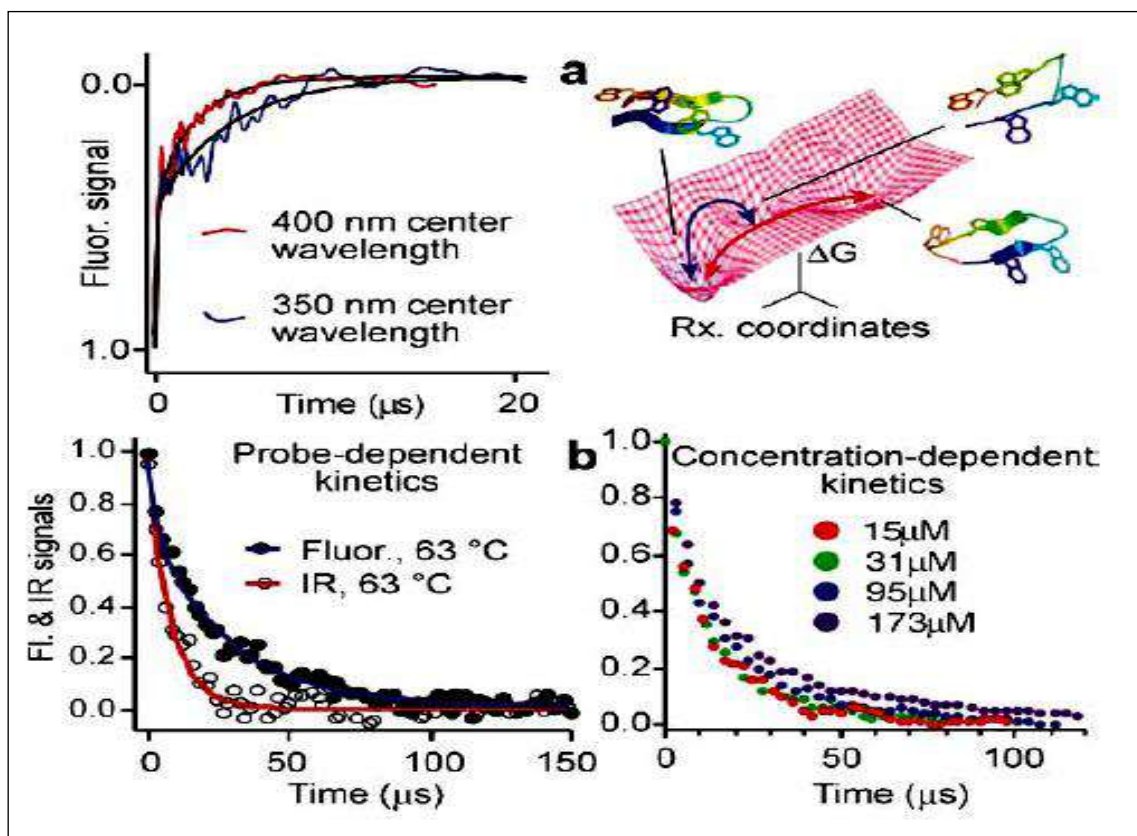 0.0
Fluor. signal
1.0
400 nm center
wavelength
350 nm center
wavelength
0
Time (μs)
20
a
ΔG
Rx. coordinates
1.0
0.8
0.6
0.4
0.2
0.0
Fl. & IR signals
Probe-dependent
kinetics
Fluor., 63 °C
IR, 63 °C
0
50
100
150
Time (μs)
b
1.0
0.8
0.6
0.4
0.2
0.0
Concentration-dependent
kinetics
15μM
31μM
95μM
173μM
0
50
100
Time (μs)